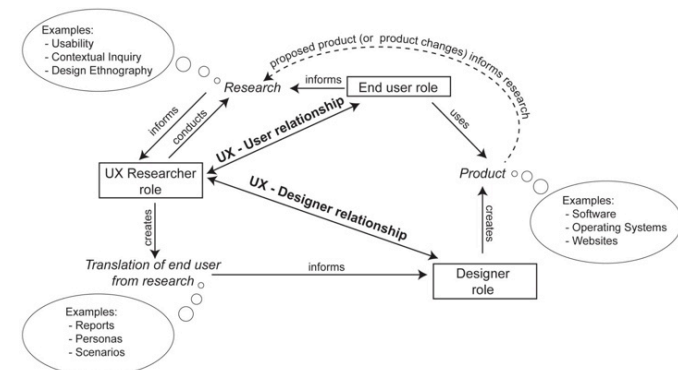 Examples:
- Usability
- Contextual Inquiry
- Design Ethnography
proposed product (or product changes) informs research
Research
informs
End user role
informs
conducts
UX - User relationship
uses
UX Researcher
role
UX - Designer relationship
Product
Examples:
- Software
- Operating Systems
- Websites
creates
creates
Translation of end user
from research
informs
Designer
role
Examples:
- Reports
- Personas
- Scenarios